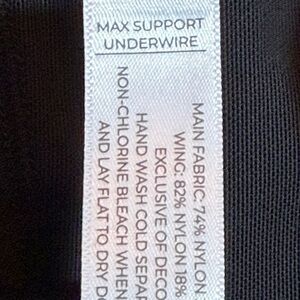 MAX SUPPORT
UNDERWIRE
MAIN FABRIC: 74% NYLON
WING: 82% NYLON 18%
EXCLUSIVE OF DECO
HAND WASH COLD SEPAR
NON-CHLORINE BLEACH WHEN
AND LAY FLAT TO DRY DO